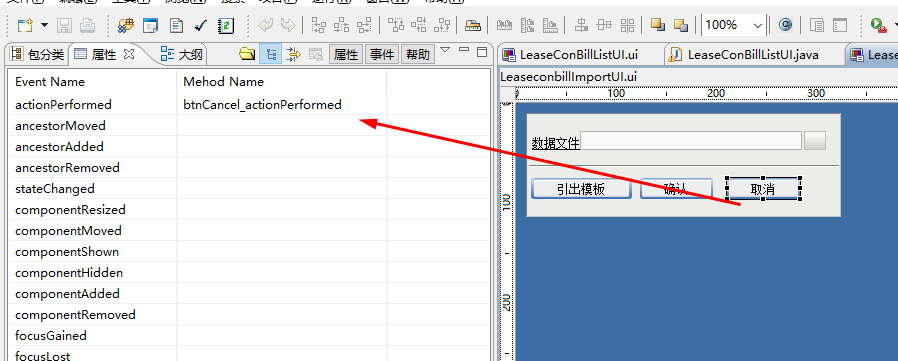 100%
包分类 属性 大纲 属性 事件 帮助
LeaseConBillListUI.ui LeaseConBillListUI.java Lease
LeaseconbillImportUI.ui
0 100 200 300
Event Name Mehod Name
actionPerformed btnCancel_actionPerformed
ancestorMoved
ancestorAdded
ancestorRemoved
stateChanged
componentResized
componentMoved
componentShown
componentHidden
componentAdded
componentRemoved
focusGained
focusLost
数据文件
引出模板 确认 取消
100
200